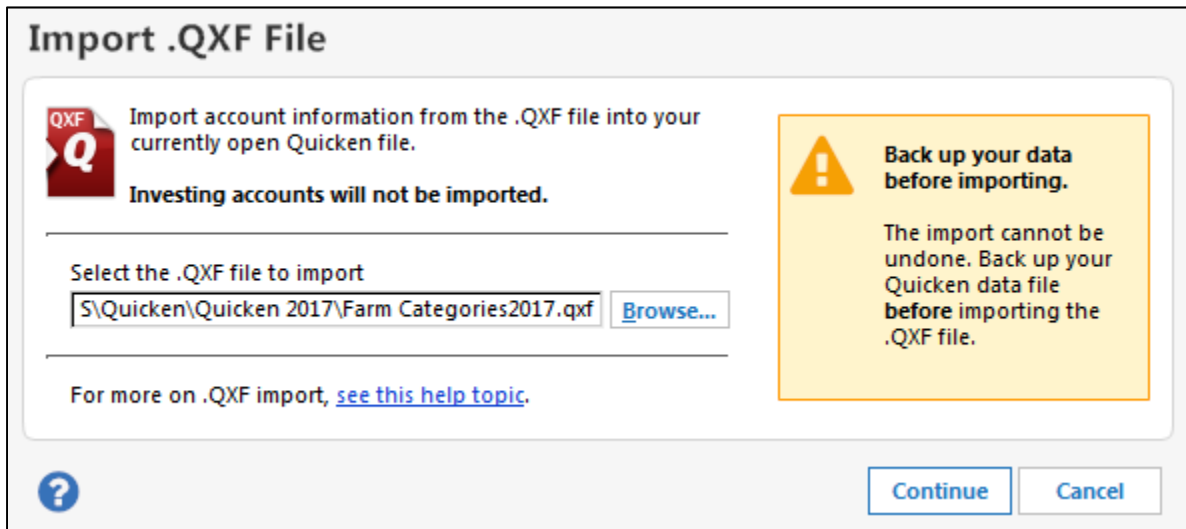 Import .QXF File
QXF
Q
Import account information from the .QXF file into your
currently open Quicken file.
Investing accounts will not be imported.
Select the .QXF file to import
S\Quicken\Quicken 2017\Farm Categories2017.qxf
Browse...
For more on .QXF import, see this help topic.
Back up your data
before importing.
The import cannot be
undone. Back up your
Quicken data file
before importing the
.QXF file.
?
Continue
Cancel